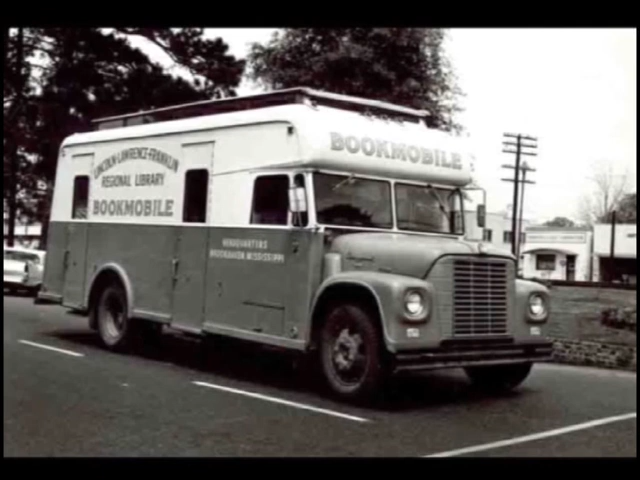 BOOKMOBILE
LINCOLN-LAWRENCE-FRANKLIN
REGIONAL LIBRARY
BOOKMOBILE
HEADQUARTERS
BROOKHAVEN, MISSISSIPPI